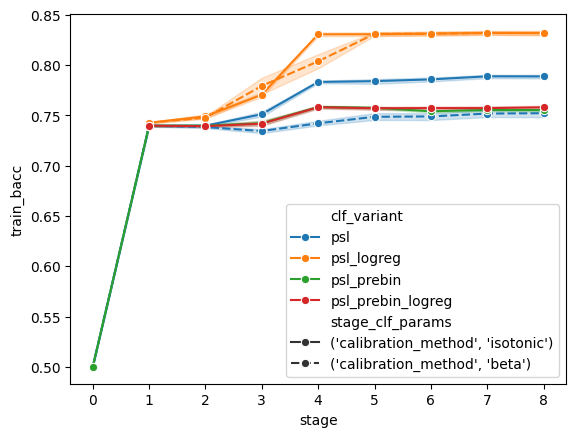 0.85
0.80
0.75
0.70
0.65
0.60
0.55
0.50
train_bacc
clf_variant
psl
psl_logreg
psl_prebin
psl_prebin_logreg
stage_clf_params
('calibration_method', 'isotonic')
('calibration_method', 'beta')
0 1 2 3 4 5 6 7 8
stage